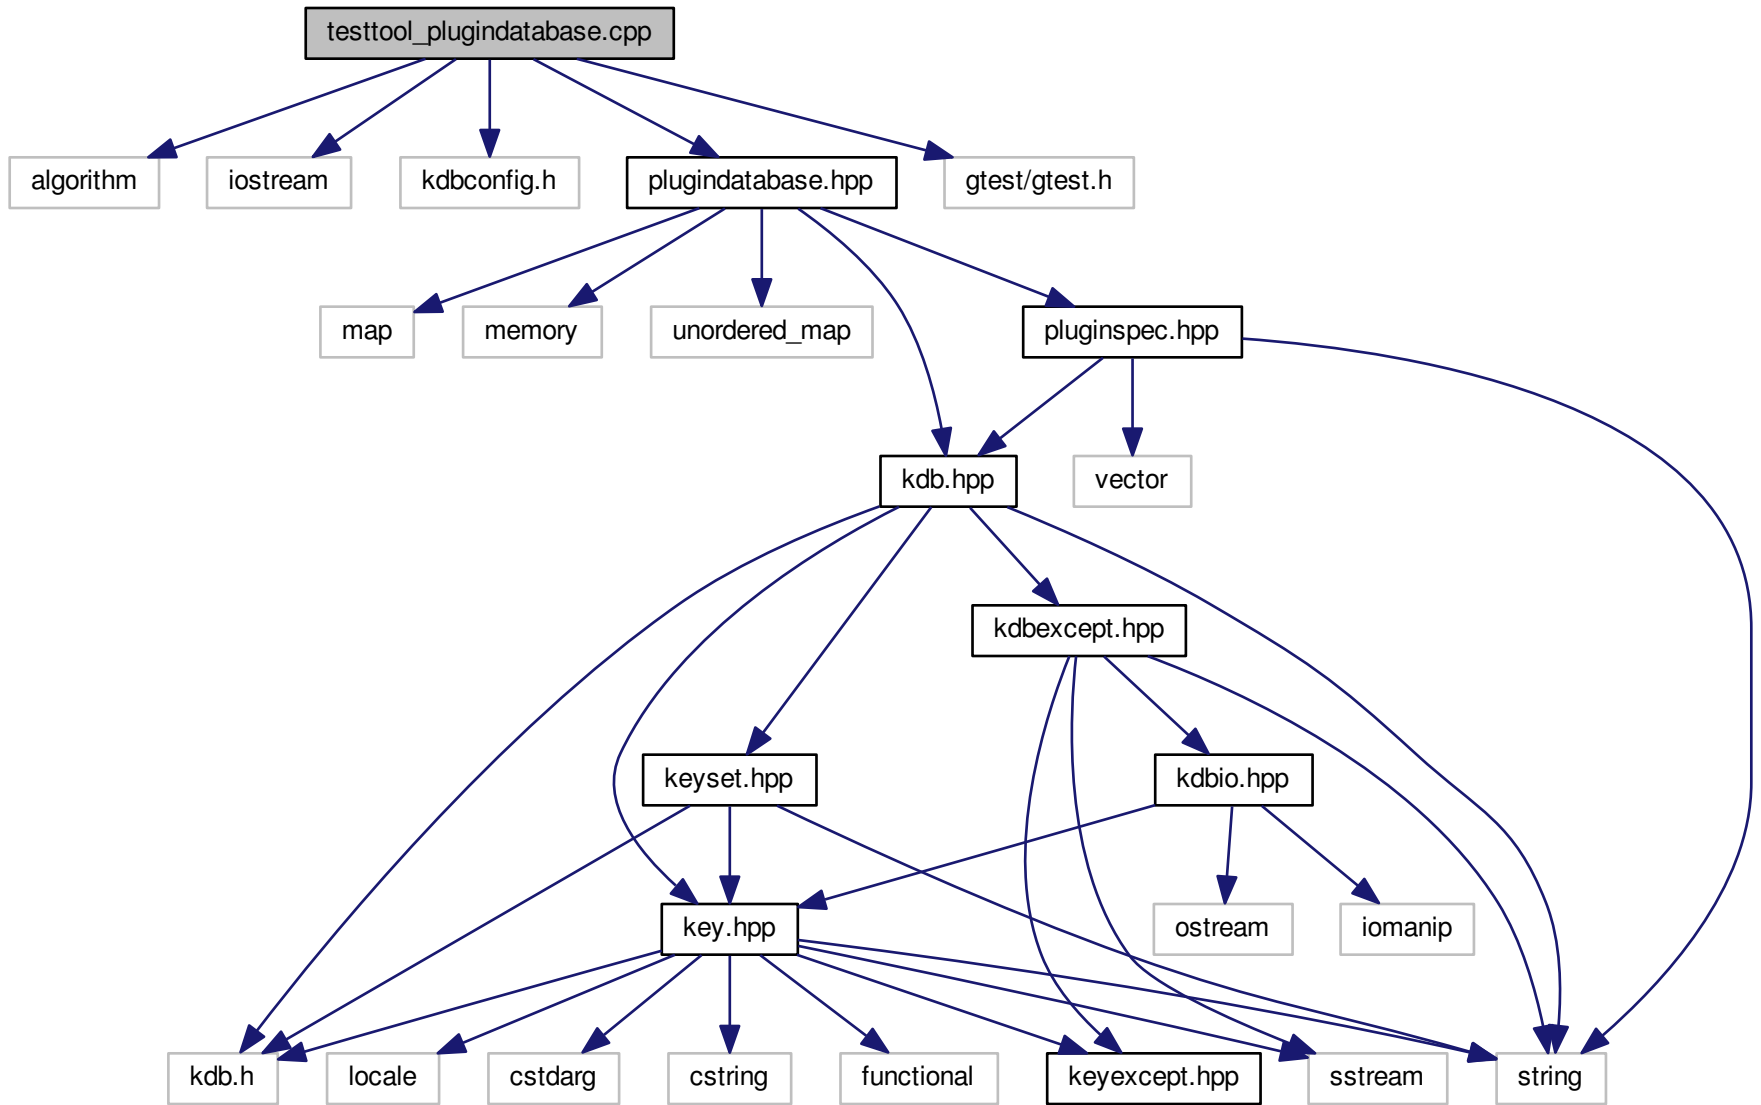 testtool_plugindatabase.cpp
algorithm
iostream
kdbconfig.h
plugindatabase.hpp
gtest/gtest.h
map
memory
unordered_map
pluginspec.hpp
kdb.hpp
vector
kdbexcept.hpp
keyset.hpp
kdbio.hpp
key.hpp
ostream
iomanip
kdb.h
locale
cstdarg
cstring
functional
keyexcept.hpp
sstream
string